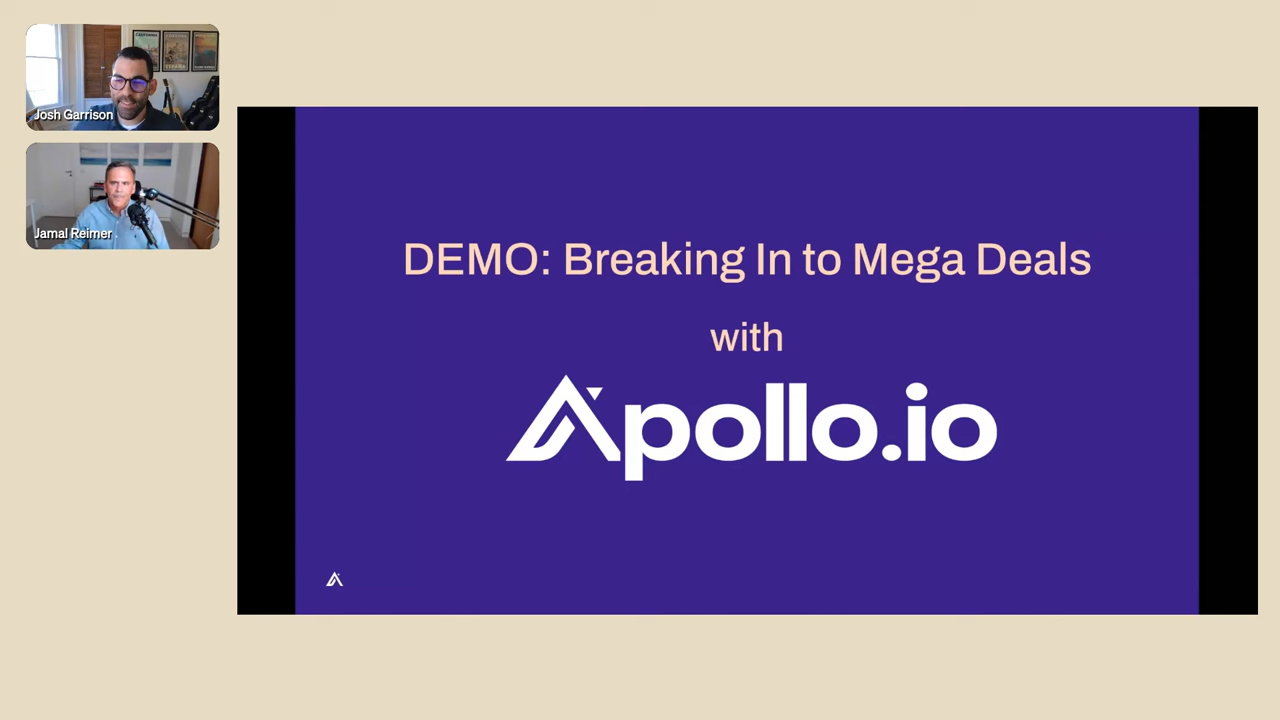 Josh Garrison
Jamal Reimer
DEMO: Breaking In to Mega Deals
with
Apollo.io